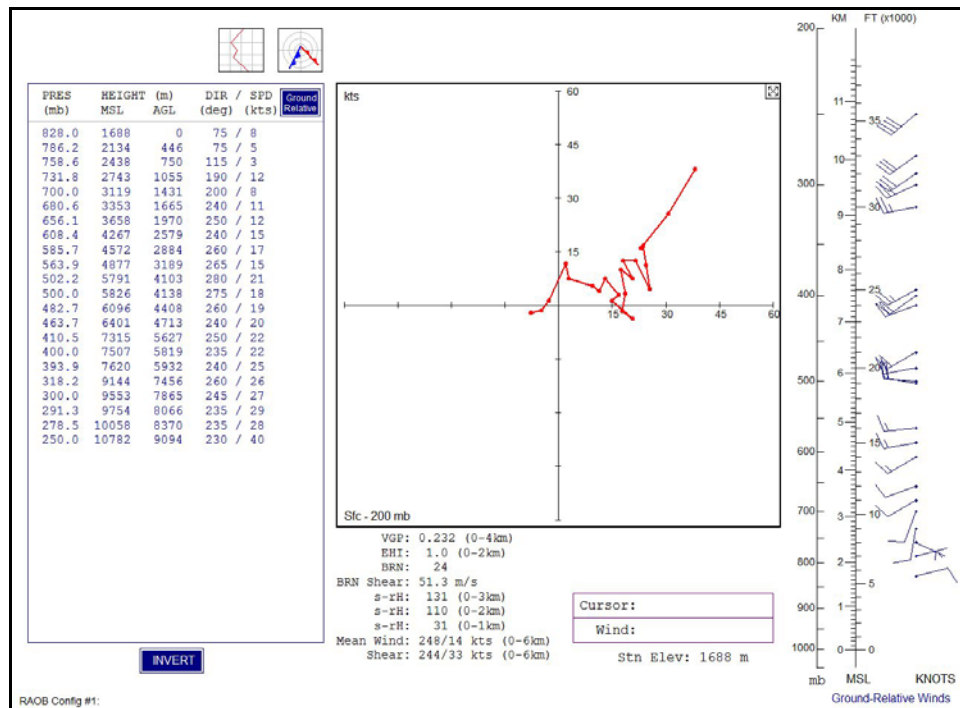 PRES HEIGHT (m) DIR / SPD
(mb) MSL AGL (deg) (kts)
Ground
Relative
828.0 1688 0 75 / 8
786.2 2134 446 75 / 5
758.6 2438 750 115 / 3
731.8 2743 1055 190 / 12
700.0 3119 1431 200 / 8
680.6 3353 1665 240 / 11
656.1 3658 1970 250 / 12
608.4 4267 2579 240 / 15
585.7 4572 2884 260 / 17
563.9 4877 3189 265 / 15
502.2 5791 4103 280 / 21
500.0 5826 4138 275 / 18
482.7 6096 4408 260 / 19
463.7 6401 4713 240 / 20
410.5 7315 5627 250 / 22
400.0 7507 5819 235 / 22
393.9 7620 5932 240 / 25
318.2 9144 7456 260 / 26
300.0 9553 7865 245 / 27
291.3 9754 8066 235 / 29
278.5 10058 8370 235 / 28
250.0 10782 9094 230 / 40
INVERT
RAOB Config #1:
kts
60
45
30
15
15 30 45 60
Sfc - 200 mb
VGP: 0.232 (0-4km)
EHI: 1.0 (0-2km)
BRN: 24
BRN Shear: 51.3 m/s
s-rH: 131 (0-3km)
s-rH: 110 (0-2km)
s-rH: 31 (0-1km)
Mean Wind: 248/14 kts (0-6km)
Shear: 244/33 kts (0-6km)
Cursor:
Wind:
Stn Elev: 1688 m
KM FT (x1000)
200
11 35
10
300
9 30
8
25
400
7
20
6
500
5
15
600
4
10
700
3
800
2
5
900
1
1000
0 0
mb MSL KNOTS
Ground-Relative Winds